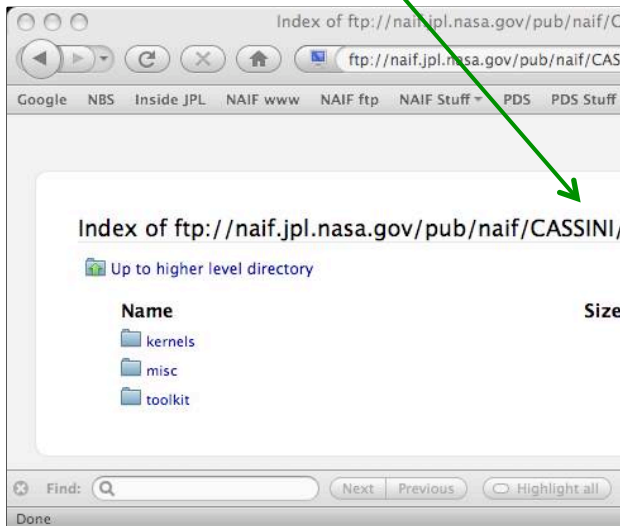 Index of ftp://naif.jpl.nasa.gov/pub/naif/C
ftp://naif.jpl.nasa.gov/pub/naif/CAS
Google NBS Inside JPL NAIF www NAIF ftp NAIF Stuff PDS PDS Stuff
Index of ftp://naif.jpl.nasa.gov/pub/naif/CASSINI/
Up to higher level directory
Name Size
kernels
misc
toolkit
Find: Next Previous Highlight all
Done